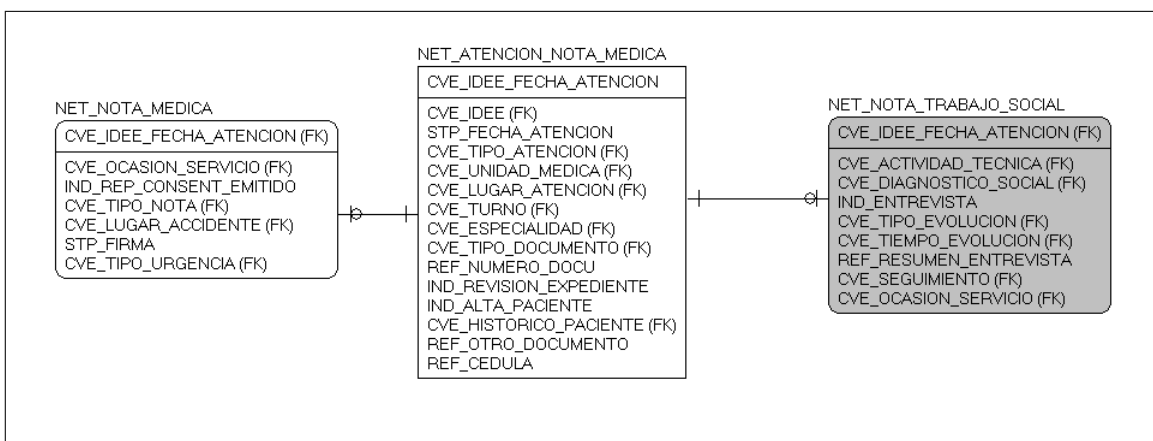 NET_NOTA_MEDICA
CVE_IDEE_FECHA_ATENCION (FK)
CVE_OCASION_SERVICIO (FK)
IND_REP_CONSENT_EMITIDO
CVE_TIPO_NOTA (FK)
CVE_LUGAR_ACCIDENTE (FK)
STP_FIRMA
CVE_TIPO_URGENCIA (FK)
NET_ATENCION_NOTA_MEDICA
CVE_IDEE_FECHA_ATENCION
CVE_IDEE (FK)
STP_FECHA_ATENCION
CVE_TIPO_ATENCION (FK)
CVE_UNIDAD_MEDICA (FK)
CVE_LUGAR_ATENCION (FK)
CVE_TURNO (FK)
CVE_ESPECIALIDAD (FK)
CVE_TIPO_DOCUMENTO (FK)
REF_NUMERO_DOCU
IND_REVISION_EXPEDIENTE
IND_ALTA_PACIENTE
CVE_HISTORICO_PACIENTE (FK)
REF_OTRO_DOCUMENTO
REF_CEDULA
NET_NOTA_TRABAJO_SOCIAL
CVE_IDEE_FECHA_ATENCION (FK)
CVE_ACTIVIDAD_TECNICA (FK)
CVE_DIAGNOSTICO_SOCIAL (FK)
IND_ENTREVISTA
CVE_TIPO_EVOLUCION (FK)
CVE_TIEMPO_EVOLUCION (FK)
REF_RESUMEN_ENTREVISTA
CVE_SEGUIMIENTO (FK)
CVE_OCASION_SERVICIO (FK)